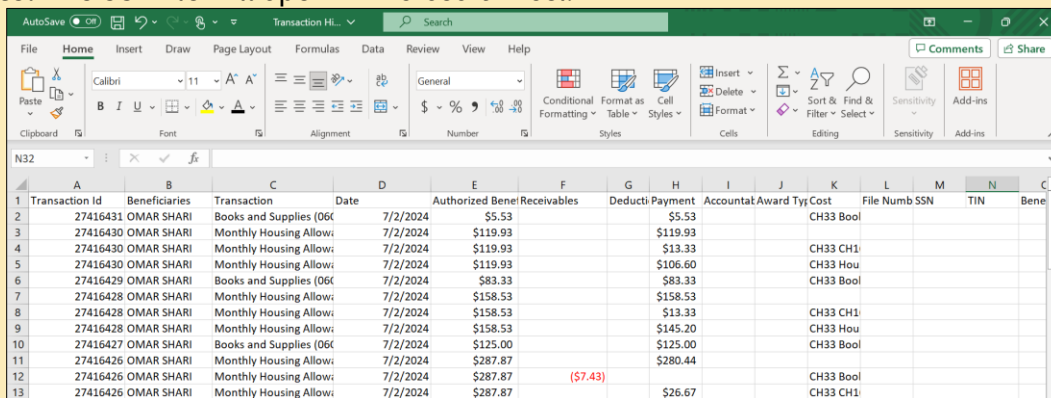 AutoSave Off Transaction Hi... Search
File Home Insert Draw Page Layout Formulas Data Review View Help Comments Share
Calibri 11 A A ab General Insert
Paste B I U A $ % 9 Conditional Format as Cell Delete Sort & Find & Sensitivity Add-ins
Formatting Table Styles Format Filter Select
Clipboard Font Alignment Number Styles Cells Editing Sensitivity Add-ins
N32 fx
A B C D E F G H I J K L M N
1 Transaction Id Beneficiaries Transaction Date Authorized Benef Receivables Deducti Payment Accountab Award Typ Cost File Numb SSN TIN Bene
2 27416431 OMAR SHARI Books and Supplies (060 7/2/2024 $5.53 $5.53 CH33 Bool
3 27416430 OMAR SHARI Monthly Housing Allowa 7/2/2024 $119.93 $119.93
4 27416430 OMAR SHARI Monthly Housing Allowa 7/2/2024 $119.93 $13.33 CH33 CH1
5 27416430 OMAR SHARI Monthly Housing Allowa 7/2/2024 $119.93 $106.60 CH33 Hou
6 27416429 OMAR SHARI Books and Supplies (060 7/2/2024 $83.33 $83.33 CH33 Bool
7 27416428 OMAR SHARI Monthly Housing Allowa 7/2/2024 $158.53 $158.53
8 27416428 OMAR SHARI Monthly Housing Allowa 7/2/2024 $158.53 $13.33 CH33 CH1
9 27416428 OMAR SHARI Monthly Housing Allowa 7/2/2024 $158.53 $145.20 CH33 Hou
10 27416427 OMAR SHARI Books and Supplies (060 7/2/2024 $125.00 $125.00 CH33 Bool
11 27416426 OMAR SHARI Monthly Housing Allowa 7/2/2024 $287.87 $280.44
12 27416426 OMAR SHARI Monthly Housing Allowa 7/2/2024 $287.87 ($7.43) CH33 Bool
13 27416426 OMAR SHARI Monthly Housing Allowa 7/2/2024 $287.87 $26.67 CH33 CH1